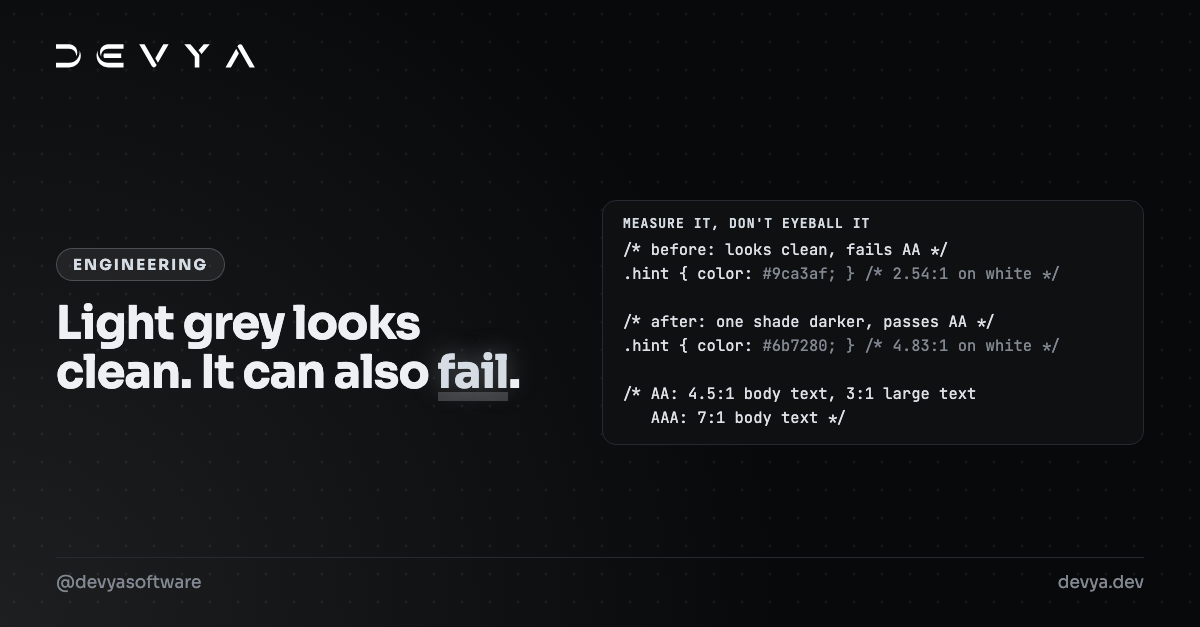 DEVYA
ENGINEERING
Light grey looks
clean. It can also fail.
MEASURE IT, DON'T EYEBALL IT
/* before: looks clean, fails AA */
.hint { color: #9ca3af; } /* 2.54:1 on white */
/* after: one shade darker, passes AA */
.hint { color: #6b7280; } /* 4.83:1 on white */
/* AA: 4.5:1 body text, 3:1 large text
AAA: 7:1 body text */
@devyasoftware
devya.dev